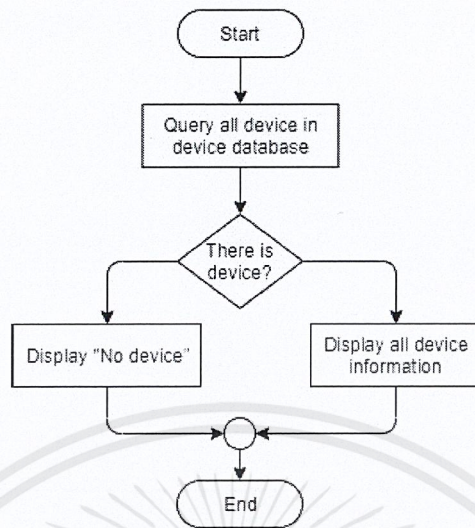 Start
Query all device in
device database
There is
device?
Display "No device"
Display all device
information
End